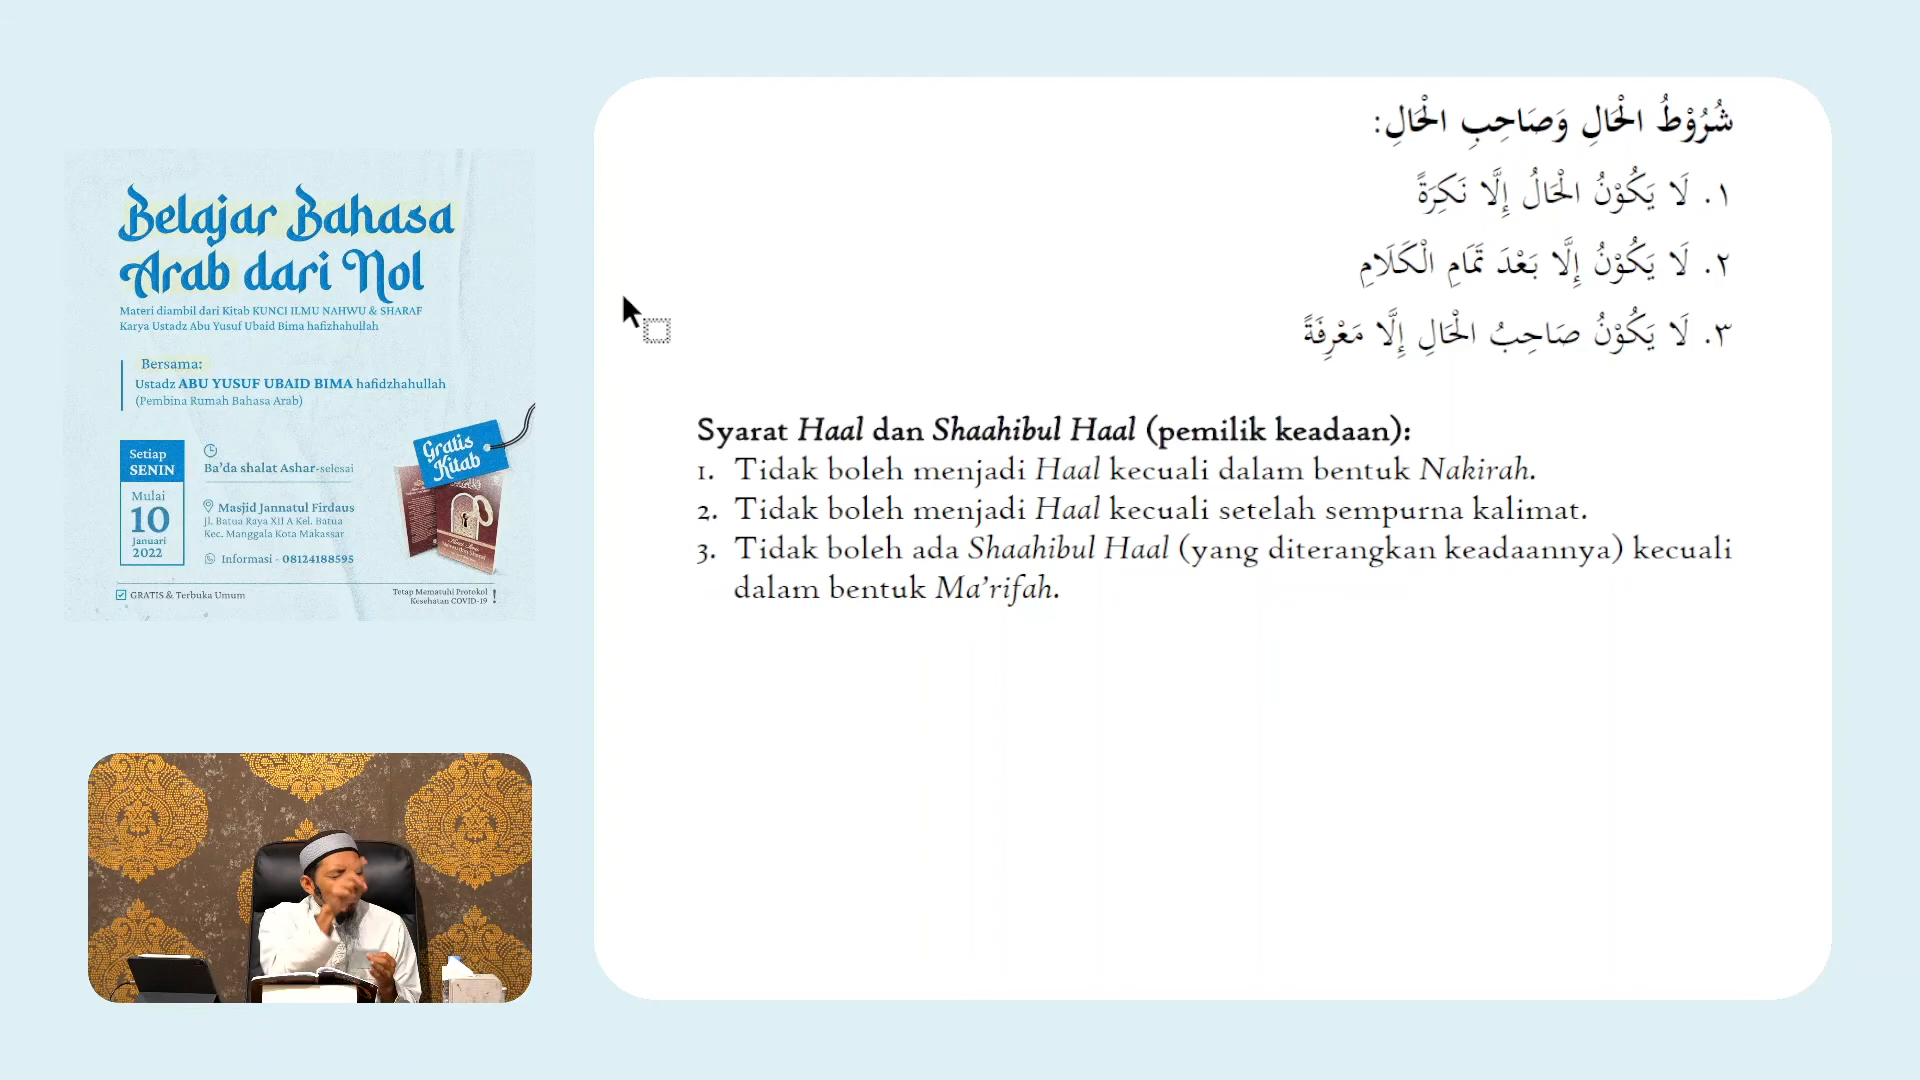 Belajar Bahasa
Arab dari Nol
Materi diambil dari Kitab KUNCI ILMU NAHWU & SHARAF
Karya Ustadz Abu Yusuf Ubaid Bima hafizhahullah
Bersama:
Ustadz ABU YUSUF UBAID BIMA hafidzhahullah
(Pembina Rumah Bahasa Arab)
Setiap
SENIN
Mulai
10
Januari
2022
Ba'da shalat Ashar-selesai
Masjid Jannatul Firdaus
Jl. Batua Raya XII A Kel. Batua
Kec. Manggala Kota Makassar
Informasi - 08124188595
Gratis
Kitab
GRATIS & Terbuka Umum
Tetap Mematuhi Protokol
Kesehatan COVID-19 !
شُرُوْطُ الْحَالِ وَصَاحِبِ الْحَالِ:
١. لَا يَكُوْنُ الْحَالُ إِلَّا نَكِرَةً
٢. لَا يَكُوْنُ إِلَّا بَعْدَ تَمَامِ الْكَلَامِ
٣. لَا يَكُوْنُ صَاحِبُ الْحَالِ إِلَّا مَعْرِفَةً
Syarat Haal dan Shaahibul Haal (pemilik keadaan):
1. Tidak boleh menjadi Haal kecuali dalam bentuk Nakirah.
2. Tidak boleh menjadi Haal kecuali setelah sempurna kalimat.
3. Tidak boleh ada Shaahibul Haal (yang diterangkan keadaannya) kecuali
dalam bentuk Ma'rifah.